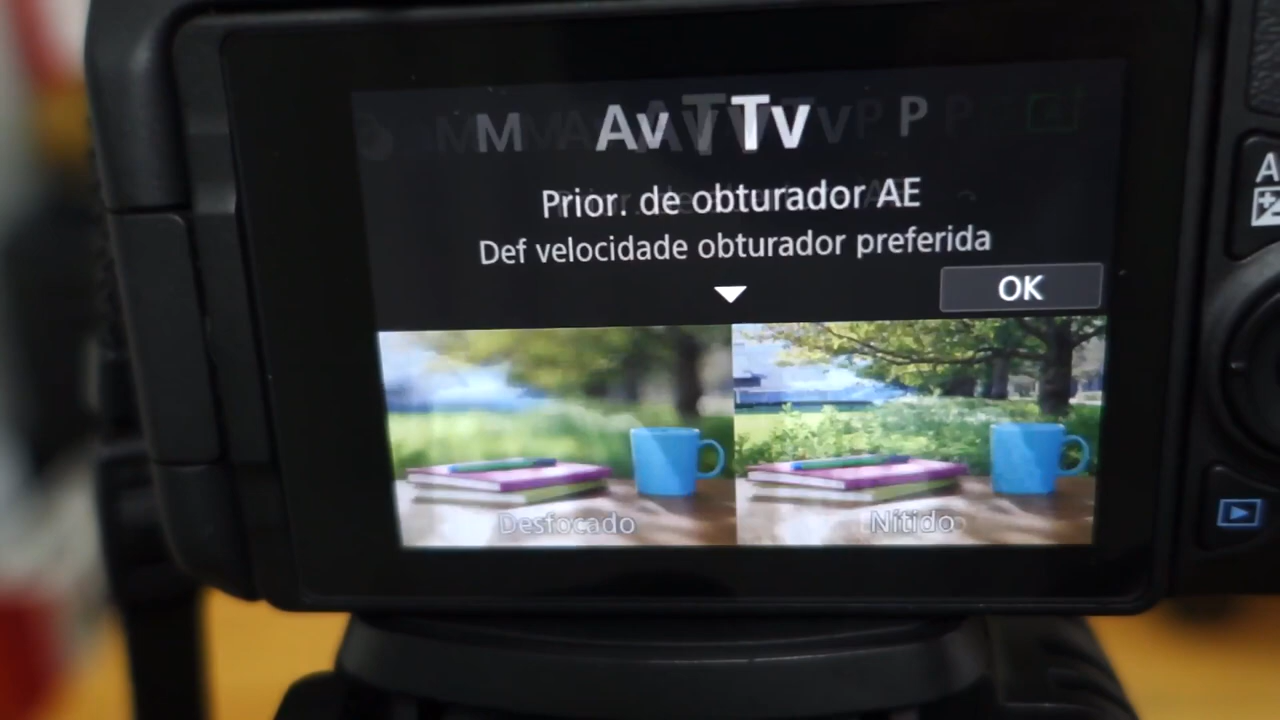 M Av Tv P
Prior. de obturador AE
Def velocidade obturador preferida
OK
Desfocado Nítido
A